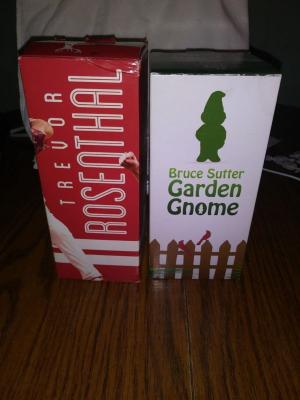 TREVOR
ROSENTHAL
Bruce Sutter
Garden
Gnome